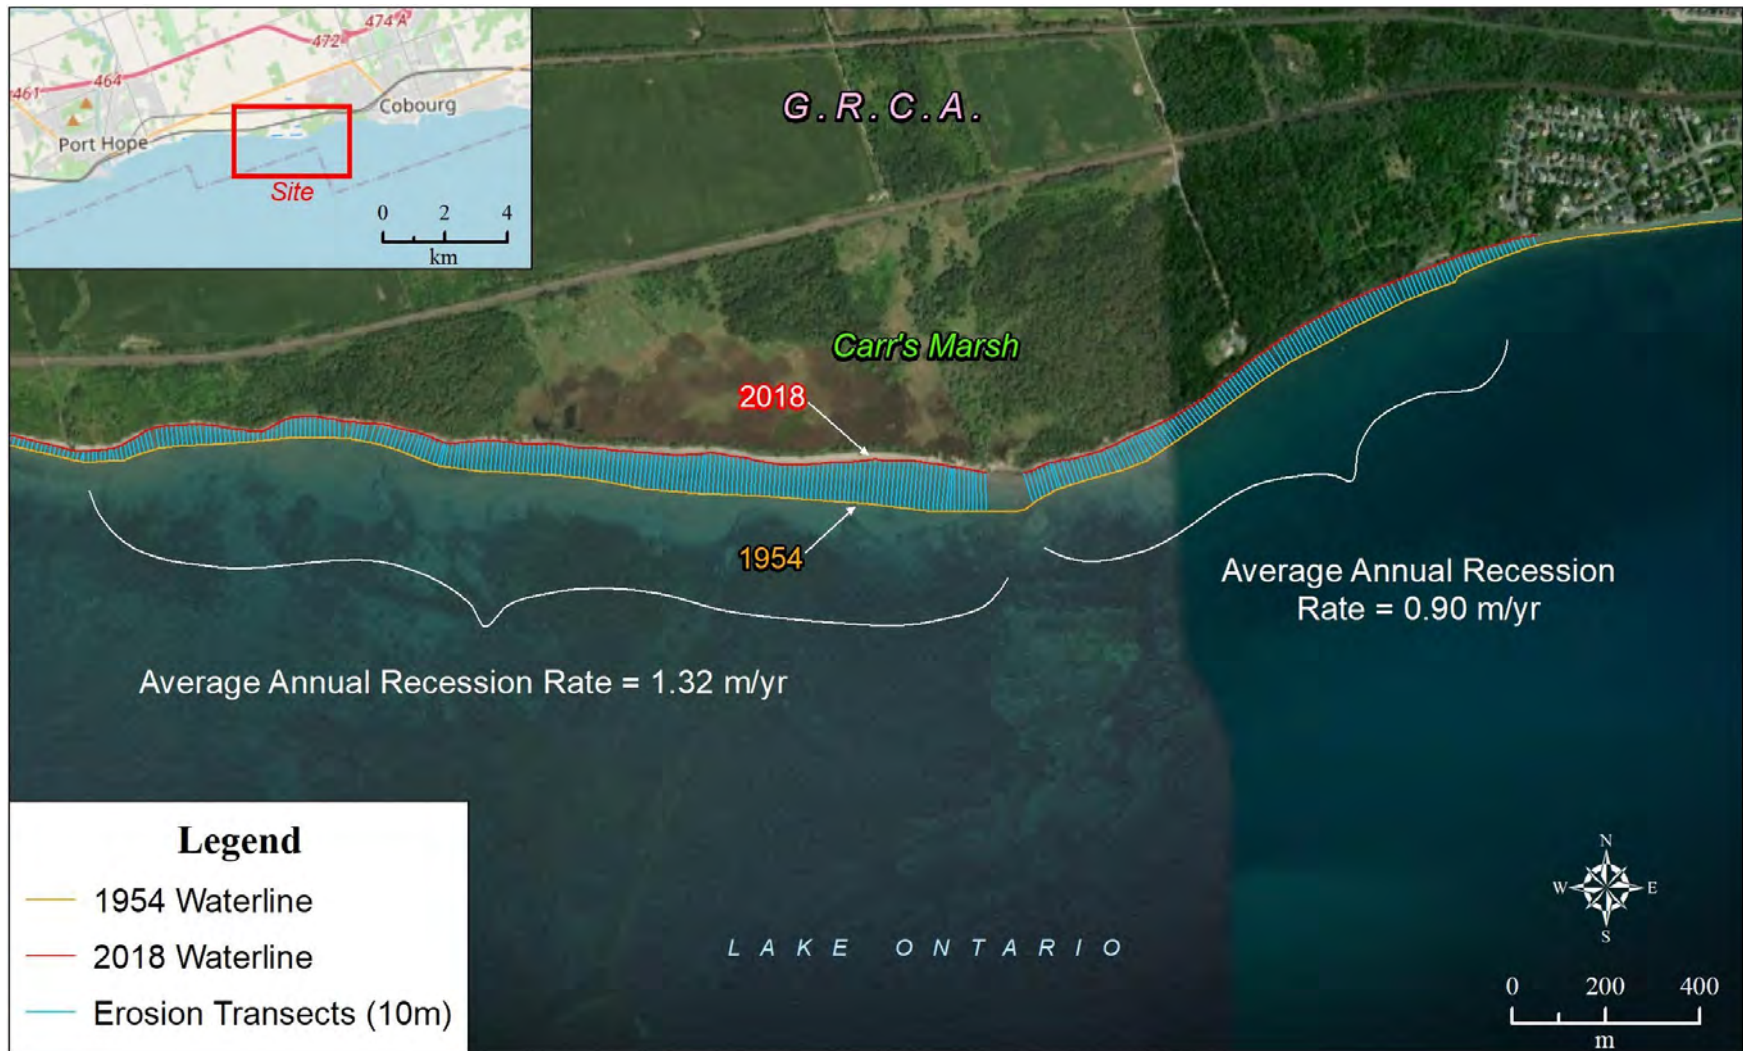 474 A
472
464
461
Cobourg
Port Hope
Site
0 2 4
km
G.R.C.A.
Carr's Marsh
2018
1954
Average Annual Recession
Rate = 0.90 m/yr
Average Annual Recession Rate = 1.32 m/yr
Legend
1954 Waterline
2018 Waterline
Erosion Transects (10m)
LAKE ONTARIO
N
W E
S
0 200 400
m